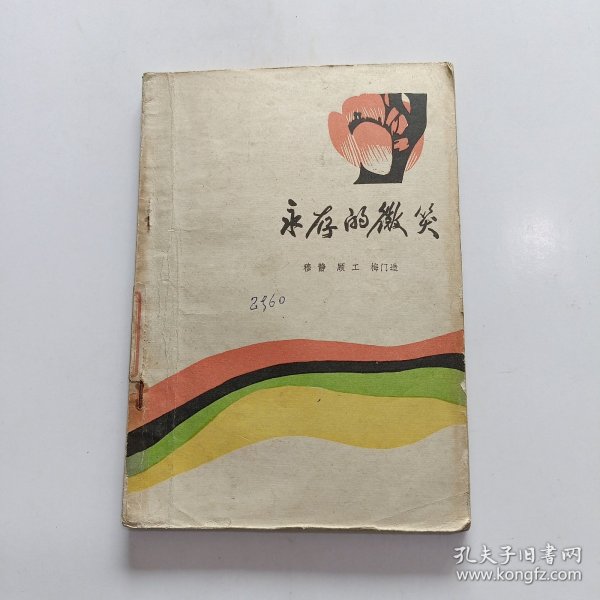 永存的微笑
穆静 顾工 梅门造
2560
孔夫子旧书网
www.kongfz.com